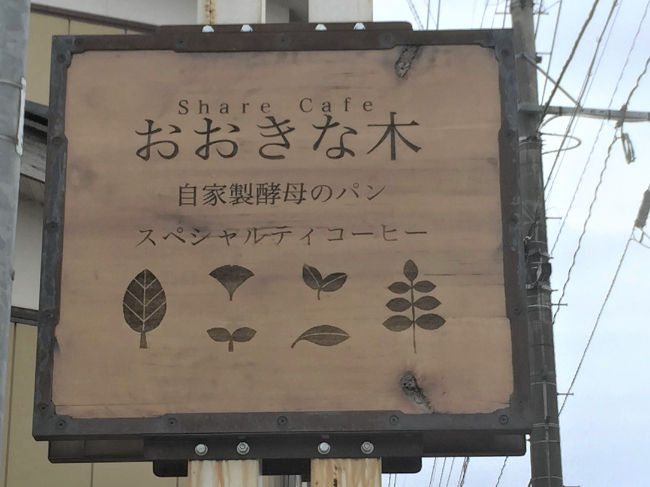 Share Cafe
おおきな木
自家製酵母のパン
スペシャルティコーヒー